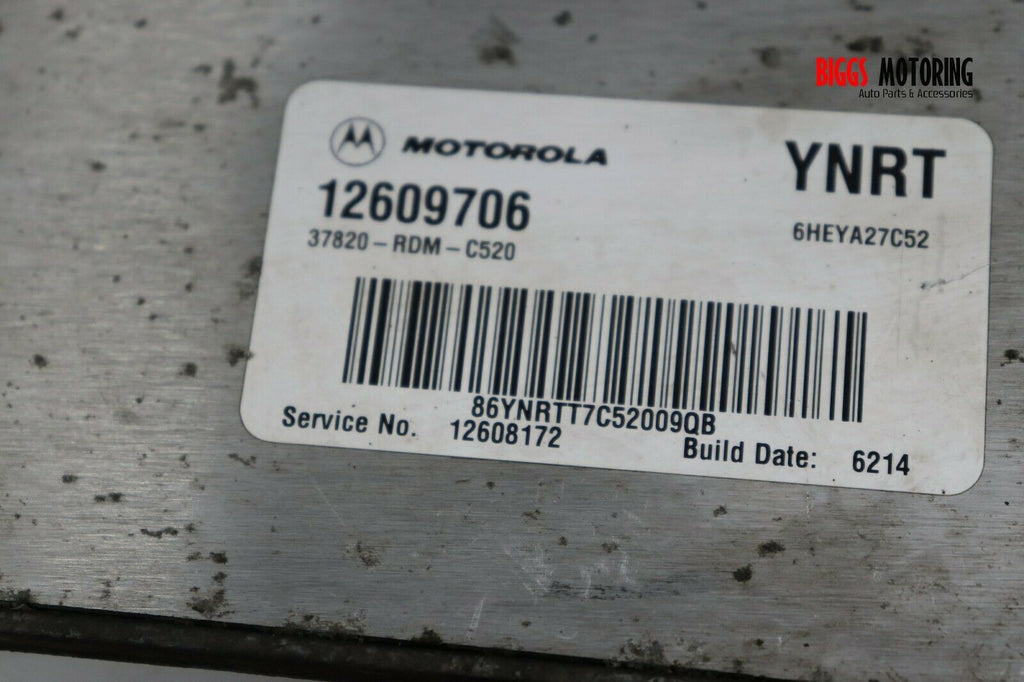 BIGGS MOTORING
Auto Parts & Accessories
MOTOROLA
YNRT
12609706
6HEYA27C52
37820-RDM-C520
86YNRTT7C52009QB
Service No. 12608172
Build Date: 6214